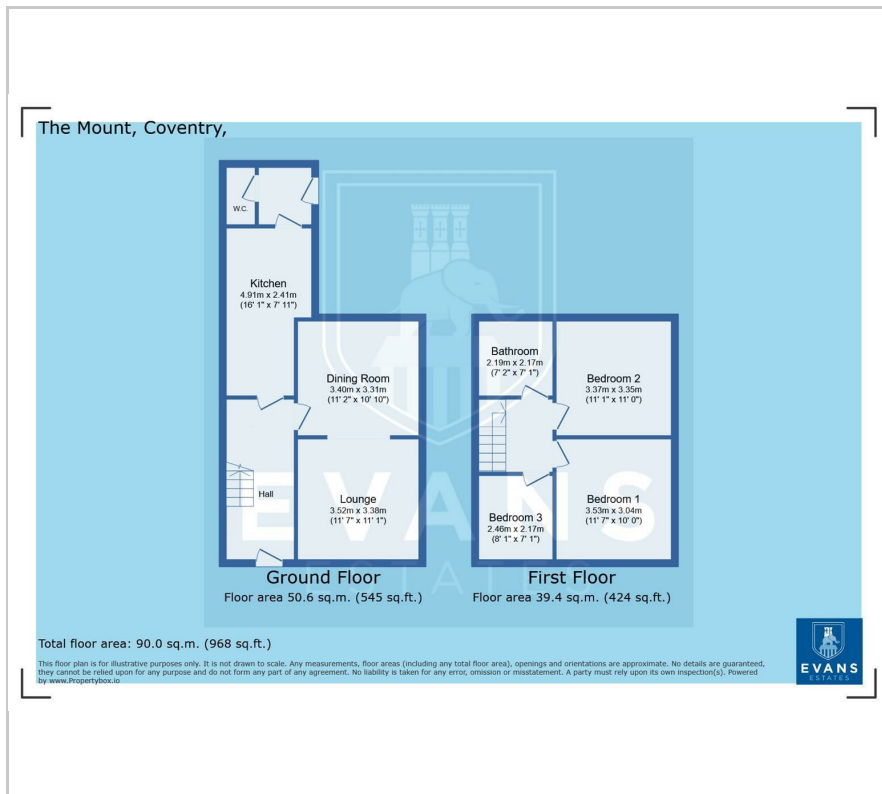 The Mount, Coventry,
W.C.
Kitchen
4.91m x 2.41m
(16' 1" x 7' 11")
Dining Room
3.40m x 3.31m
(11' 2" x 10' 10")
Hall
Lounge
3.52m x 3.38m
(11' 7" x 11' 1")
Ground Floor
Floor area 50.6 sq.m. (545 sq.ft.)
Bathroom
2.19m x 2.17m
(7' 2" x 7' 1")
Bedroom 2
3.37m x 3.35m
(11' 1" x 11' 0")
Bedroom 3
2.46m x 2.17m
(8' 1" x 7' 1")
Bedroom 1
3.53m x 3.04m
(11' 7" x 10' 0")
First Floor
Floor area 39.4 sq.m. (424 sq.ft.)
EVANS
ESTATES
Total floor area: 90.0 sq.m. (968 sq.ft.)
This floor plan is for illustrative purposes only. It is not drawn to scale. Any measurements, floor areas (including any total floor area), openings and orientations are approximate. No details are guaranteed,
they cannot be relied upon for any purpose and do not form any part of any agreement. No liability is taken for any error, omission or misstatement. A party must rely upon its own inspection(s). Powered
by www.Propertybox.io
EVANS
ESTATES